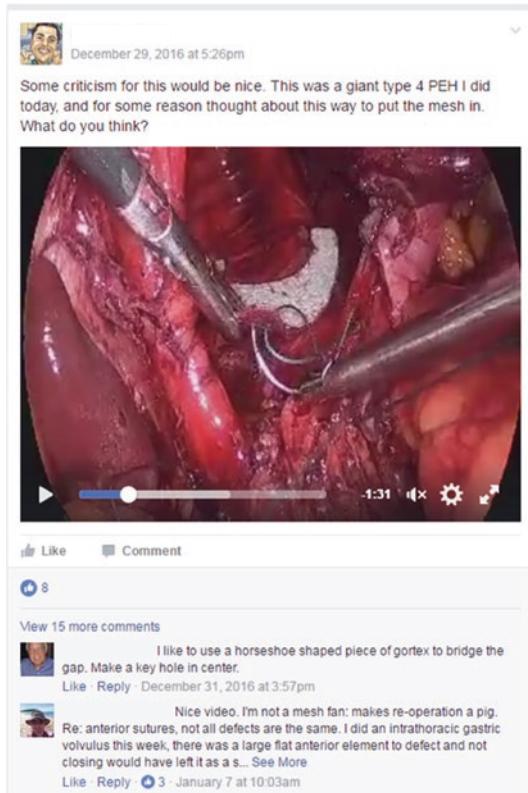 December 29, 2016 at 5:26pm
Some criticism for this would be nice. This was a giant type 4 PEH I did
today, and for some reason thought about this way to put the mesh in.
What do you think?
-1:31
Like Comment
8
View 15 more comments
I like to use a horseshoe shaped piece of gortex to bridge the
gap. Make a key hole in center.
Like · Reply · December 31, 2016 at 3:57pm
Nice video. I'm not a mesh fan: makes re-operation a pig.
Re: anterior sutures, not all defects are the same. I did an intrathoracic gastric
volvulus this week, there was a large flat anterior element to defect and not
closing would have left it as a s... See More
Like · Reply · 3 · January 7 at 10:03am